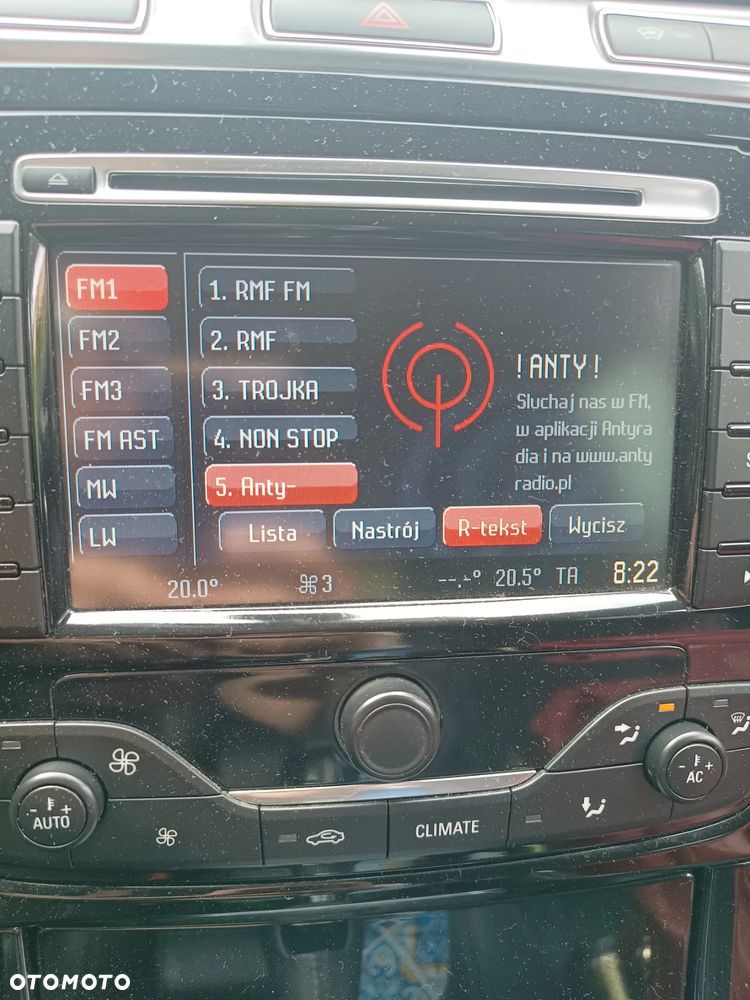 FM1
FM2
FM3
FM AST
MW
LW
1. RMF FM
2. RMF
3. TROJKA
4. NON STOP
5. Anty-
! ANTY !
Sluchaj nas w FM,
w aplikacji Antyra
dia i na www.anty
radio.pl
Lista
Nastrój
R-tekst
Wycisz
20.0°
3
--.-° 20.5° TA 8:22
- +
AUTO
CLIMATE
- +
AC
OTOMOTO